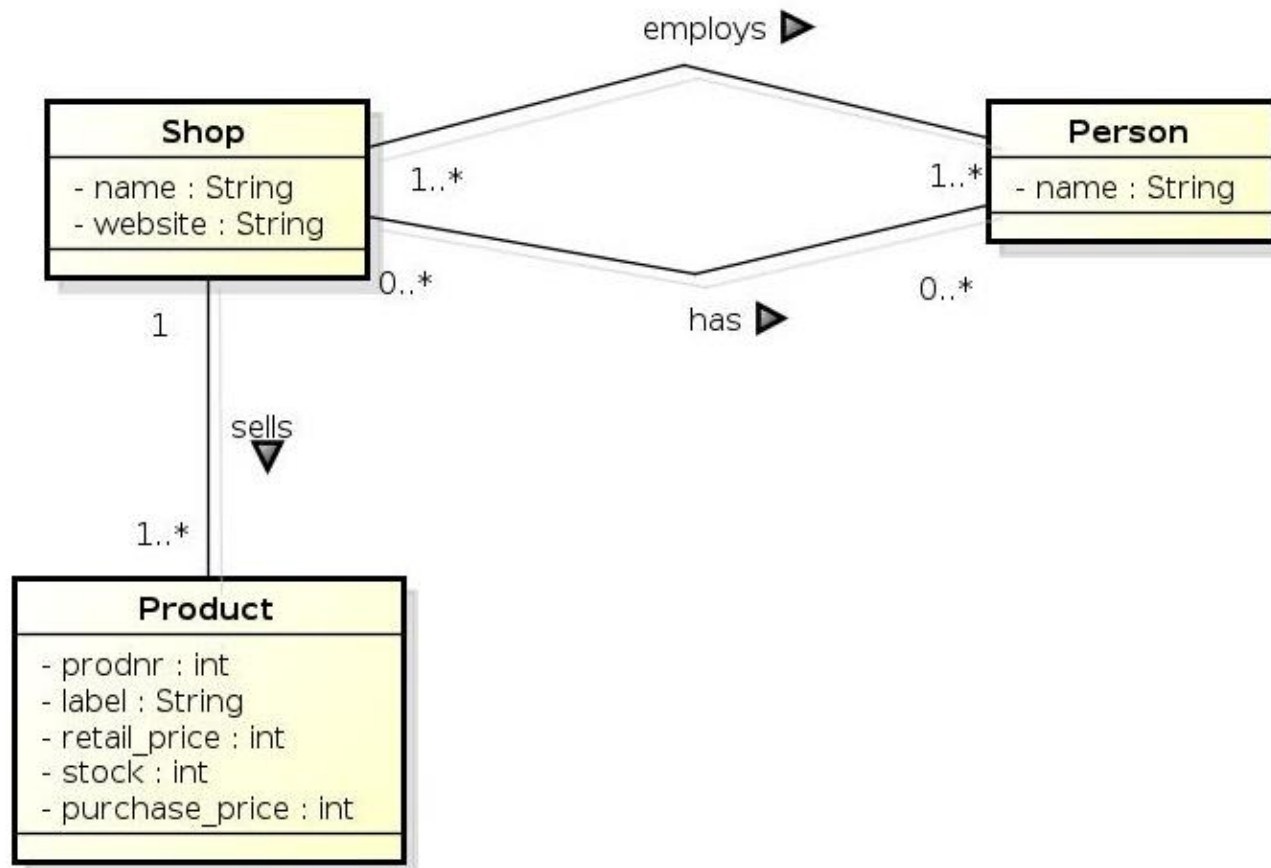 employs
Shop
- name : String
- website : String
1..*
1..*
Person
- name : String
0..*
0..*
has
1
sells
1..*
Product
- prodnr : int
- label : String
- retail_price : int
- stock : int
- purchase_price : int